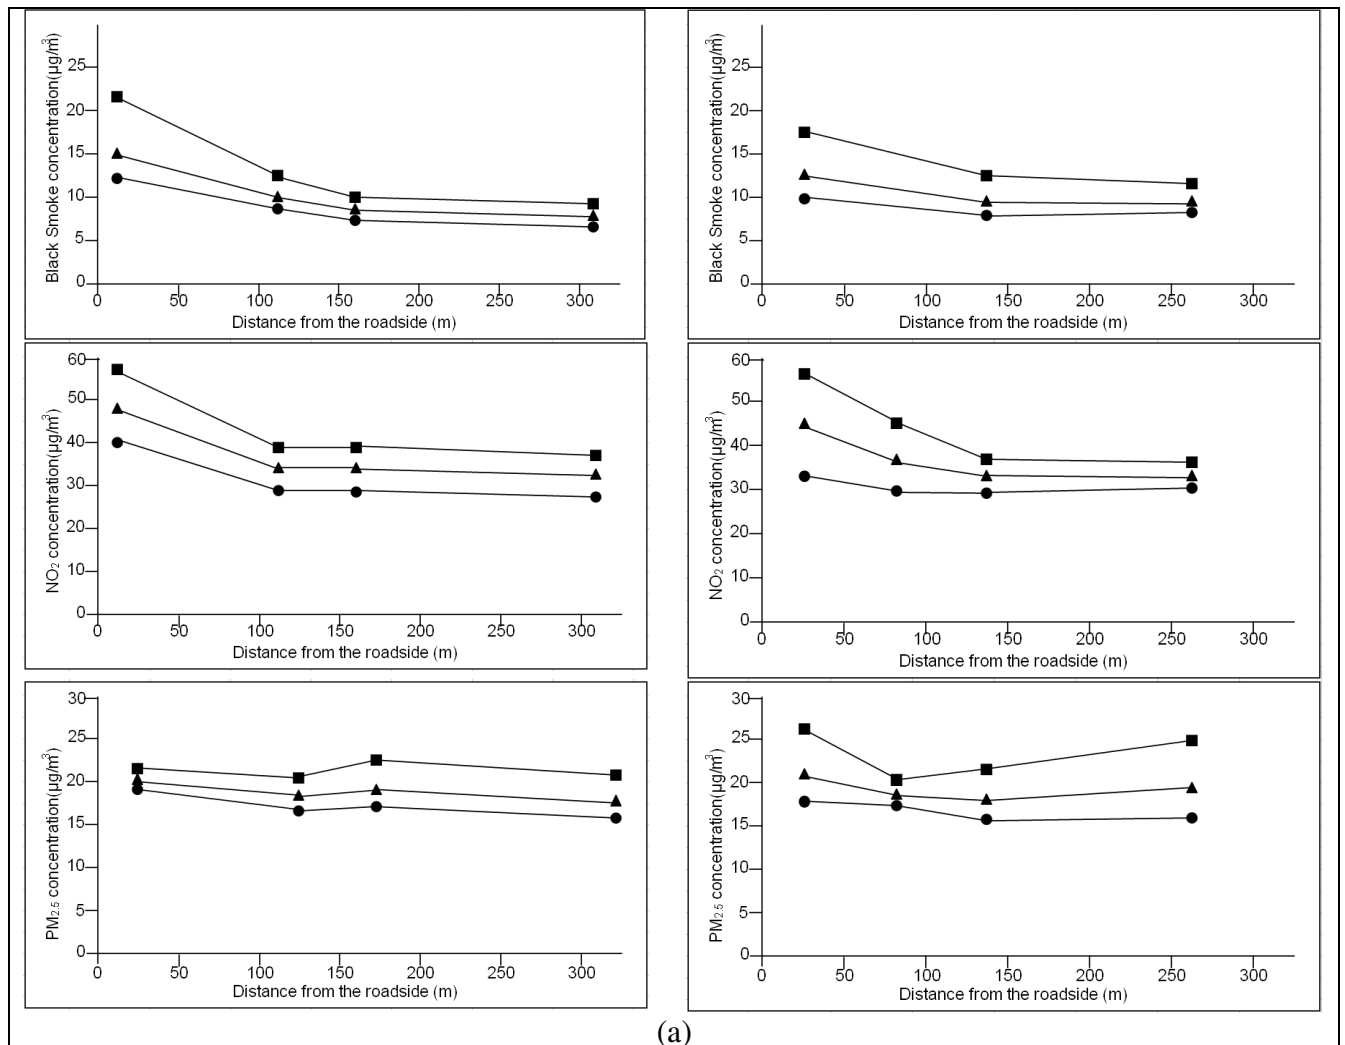 Black Smoke concentration(µg/m³)
25
20
15
10
5
0
0 50 100 150 200 250 300
Distance from the roadside (m)
Black Smoke concentration(µg/m³)
25
20
15
10
5
0
0 50 100 150 200 250 300
Distance from the roadside (m)
NO₂ concentration(µg/m³)
60
50
40
30
20
10
0
0 50 100 150 200 250 300
Distance from the roadside (m)
NO₂ concentration(µg/m³)
60
50
40
30
20
10
0
0 50 100 150 200 250 300
Distance from the roadside (m)
PM₂.₅ concentration(µg/m³)
30
25
20
15
10
5
0
0 50 100 150 200 250 300
Distance from the roadside (m)
PM₂.₅ concentration(µg/m³)
30
25
20
15
10
5
0
0 50 100 150 200 250 300
Distance from the roadside (m)
(a)